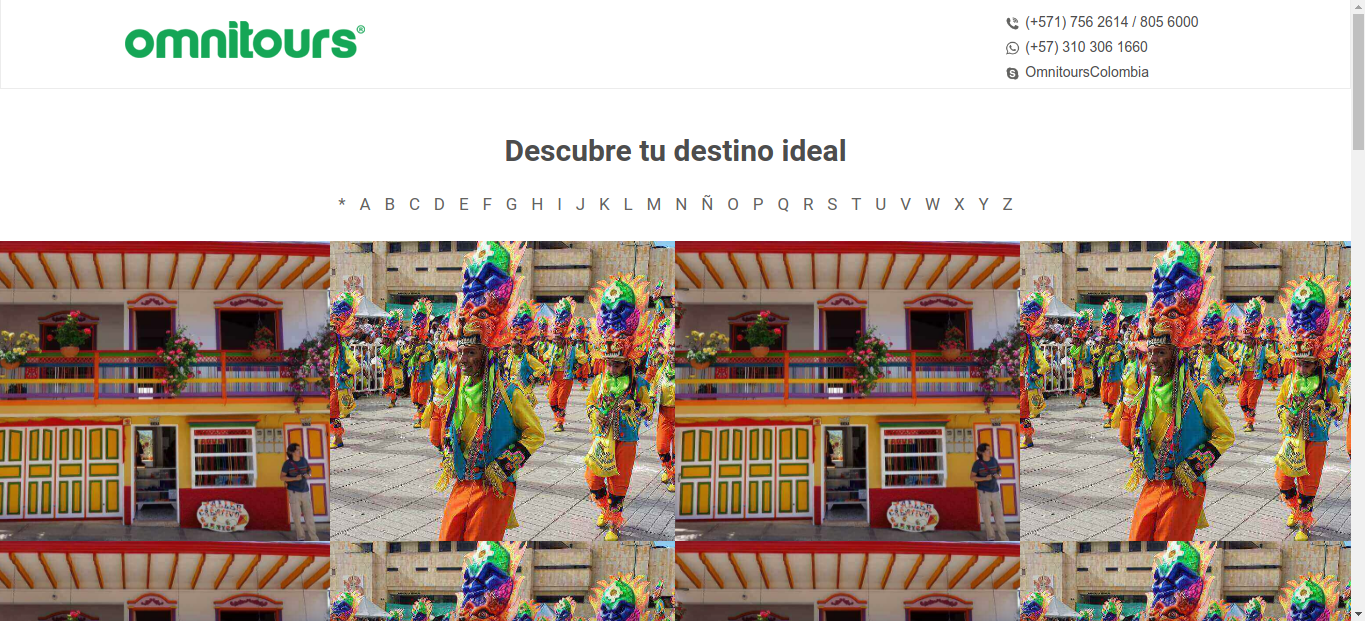 omnitours®
(+571) 756 2614 / 805 6000
(+57) 310 306 1660
OmnitoursColombia
Descubre tu destino ideal
* A B C D E F G H I J K L M N Ñ O P Q R S T U V W X Y Z